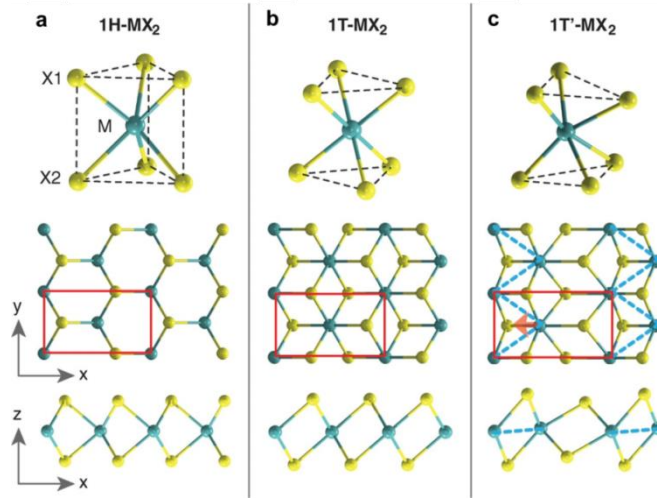 a 1H-MX₂
b 1T-MX₂
c 1T'-MX₂
X1
M
X2
y
x
z
x